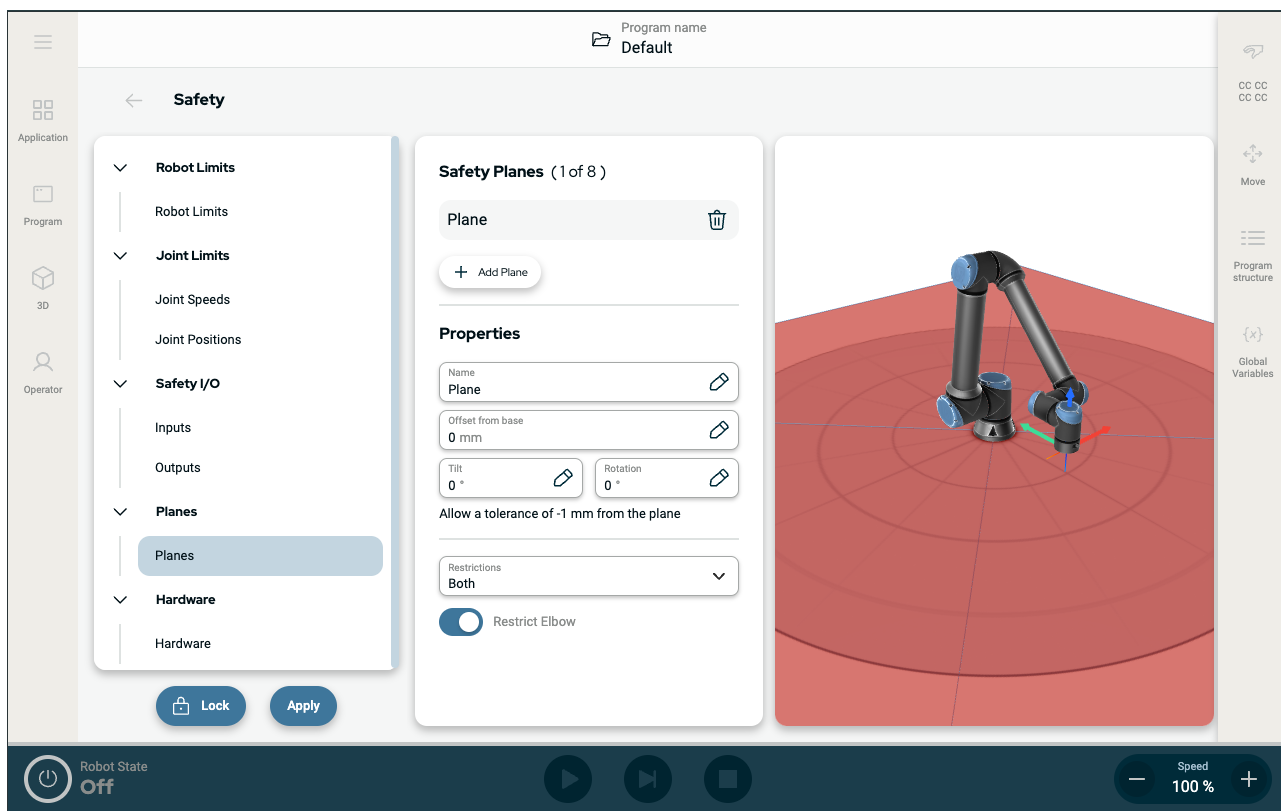 Program name
Default
Application
Program
3D
Operator
Safety
Robot Limits
Robot Limits
Joint Limits
Joint Speeds
Joint Positions
Safety I/O
Inputs
Outputs
Planes
Planes
Hardware
Hardware
Lock
Apply
Safety Planes ( 1 of 8 )
Plane
Add Plane
Properties
Name
Plane
Offset from base
0 mm
Tilt
0 °
Rotation
0 °
Allow a tolerance of -1 mm from the plane
Restrictions
Both
Restrict Elbow
CC CC
CC CC
Move
Program
structure
{x}
Global
Variables
Robot State
Off
Speed
100 %